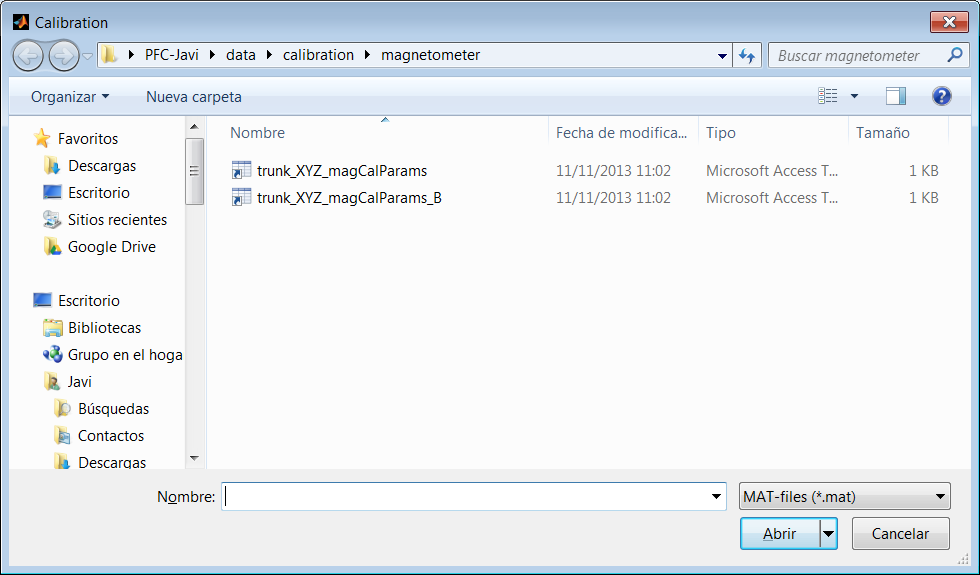 Calibration
PFC-Javi data calibration magnetometer Buscar magnetometer
Organizar Nueva carpeta
Nombre Fecha de modifica... Tipo Tamaño
trunk_XYZ_magCalParams 11/11/2013 11:02 Microsoft Access T... 1 KB
trunk_XYZ_magCalParams_B 11/11/2013 11:02 Microsoft Access T... 1 KB
Favoritos
Descargas
Escritorio
Sitios recientes
Google Drive
Escritorio
Bibliotecas
Grupo en el hoga
Javi
Búsquedas
Contactos
Descargas
Nombre: MAT-files (*.mat)
Abrir Cancelar